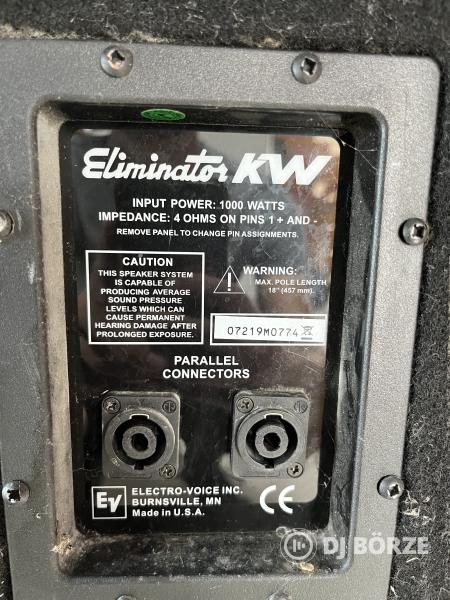 Eliminator KW
INPUT POWER: 1000 WATTS
IMPEDANCE: 4 OHMS ON PINS 1 + AND -
REMOVE PANEL TO CHANGE PIN ASSIGNMENTS.
CAUTION
THIS SPEAKER SYSTEM
IS CAPABLE OF
PRODUCING AVERAGE
SOUND PRESSURE
LEVELS WHICH CAN
CAUSE PERMANENT
HEARING DAMAGE AFTER
PROLONGED EXPOSURE.
WARNING:
MAX. POLE LENGTH
18" (457 mm).
07219M0774
PARALLEL
CONNECTORS
EV
ELECTRO-VOICE INC.
BURNSVILLE, MN
Made in U.S.A.
CE
DJ BÖRZE